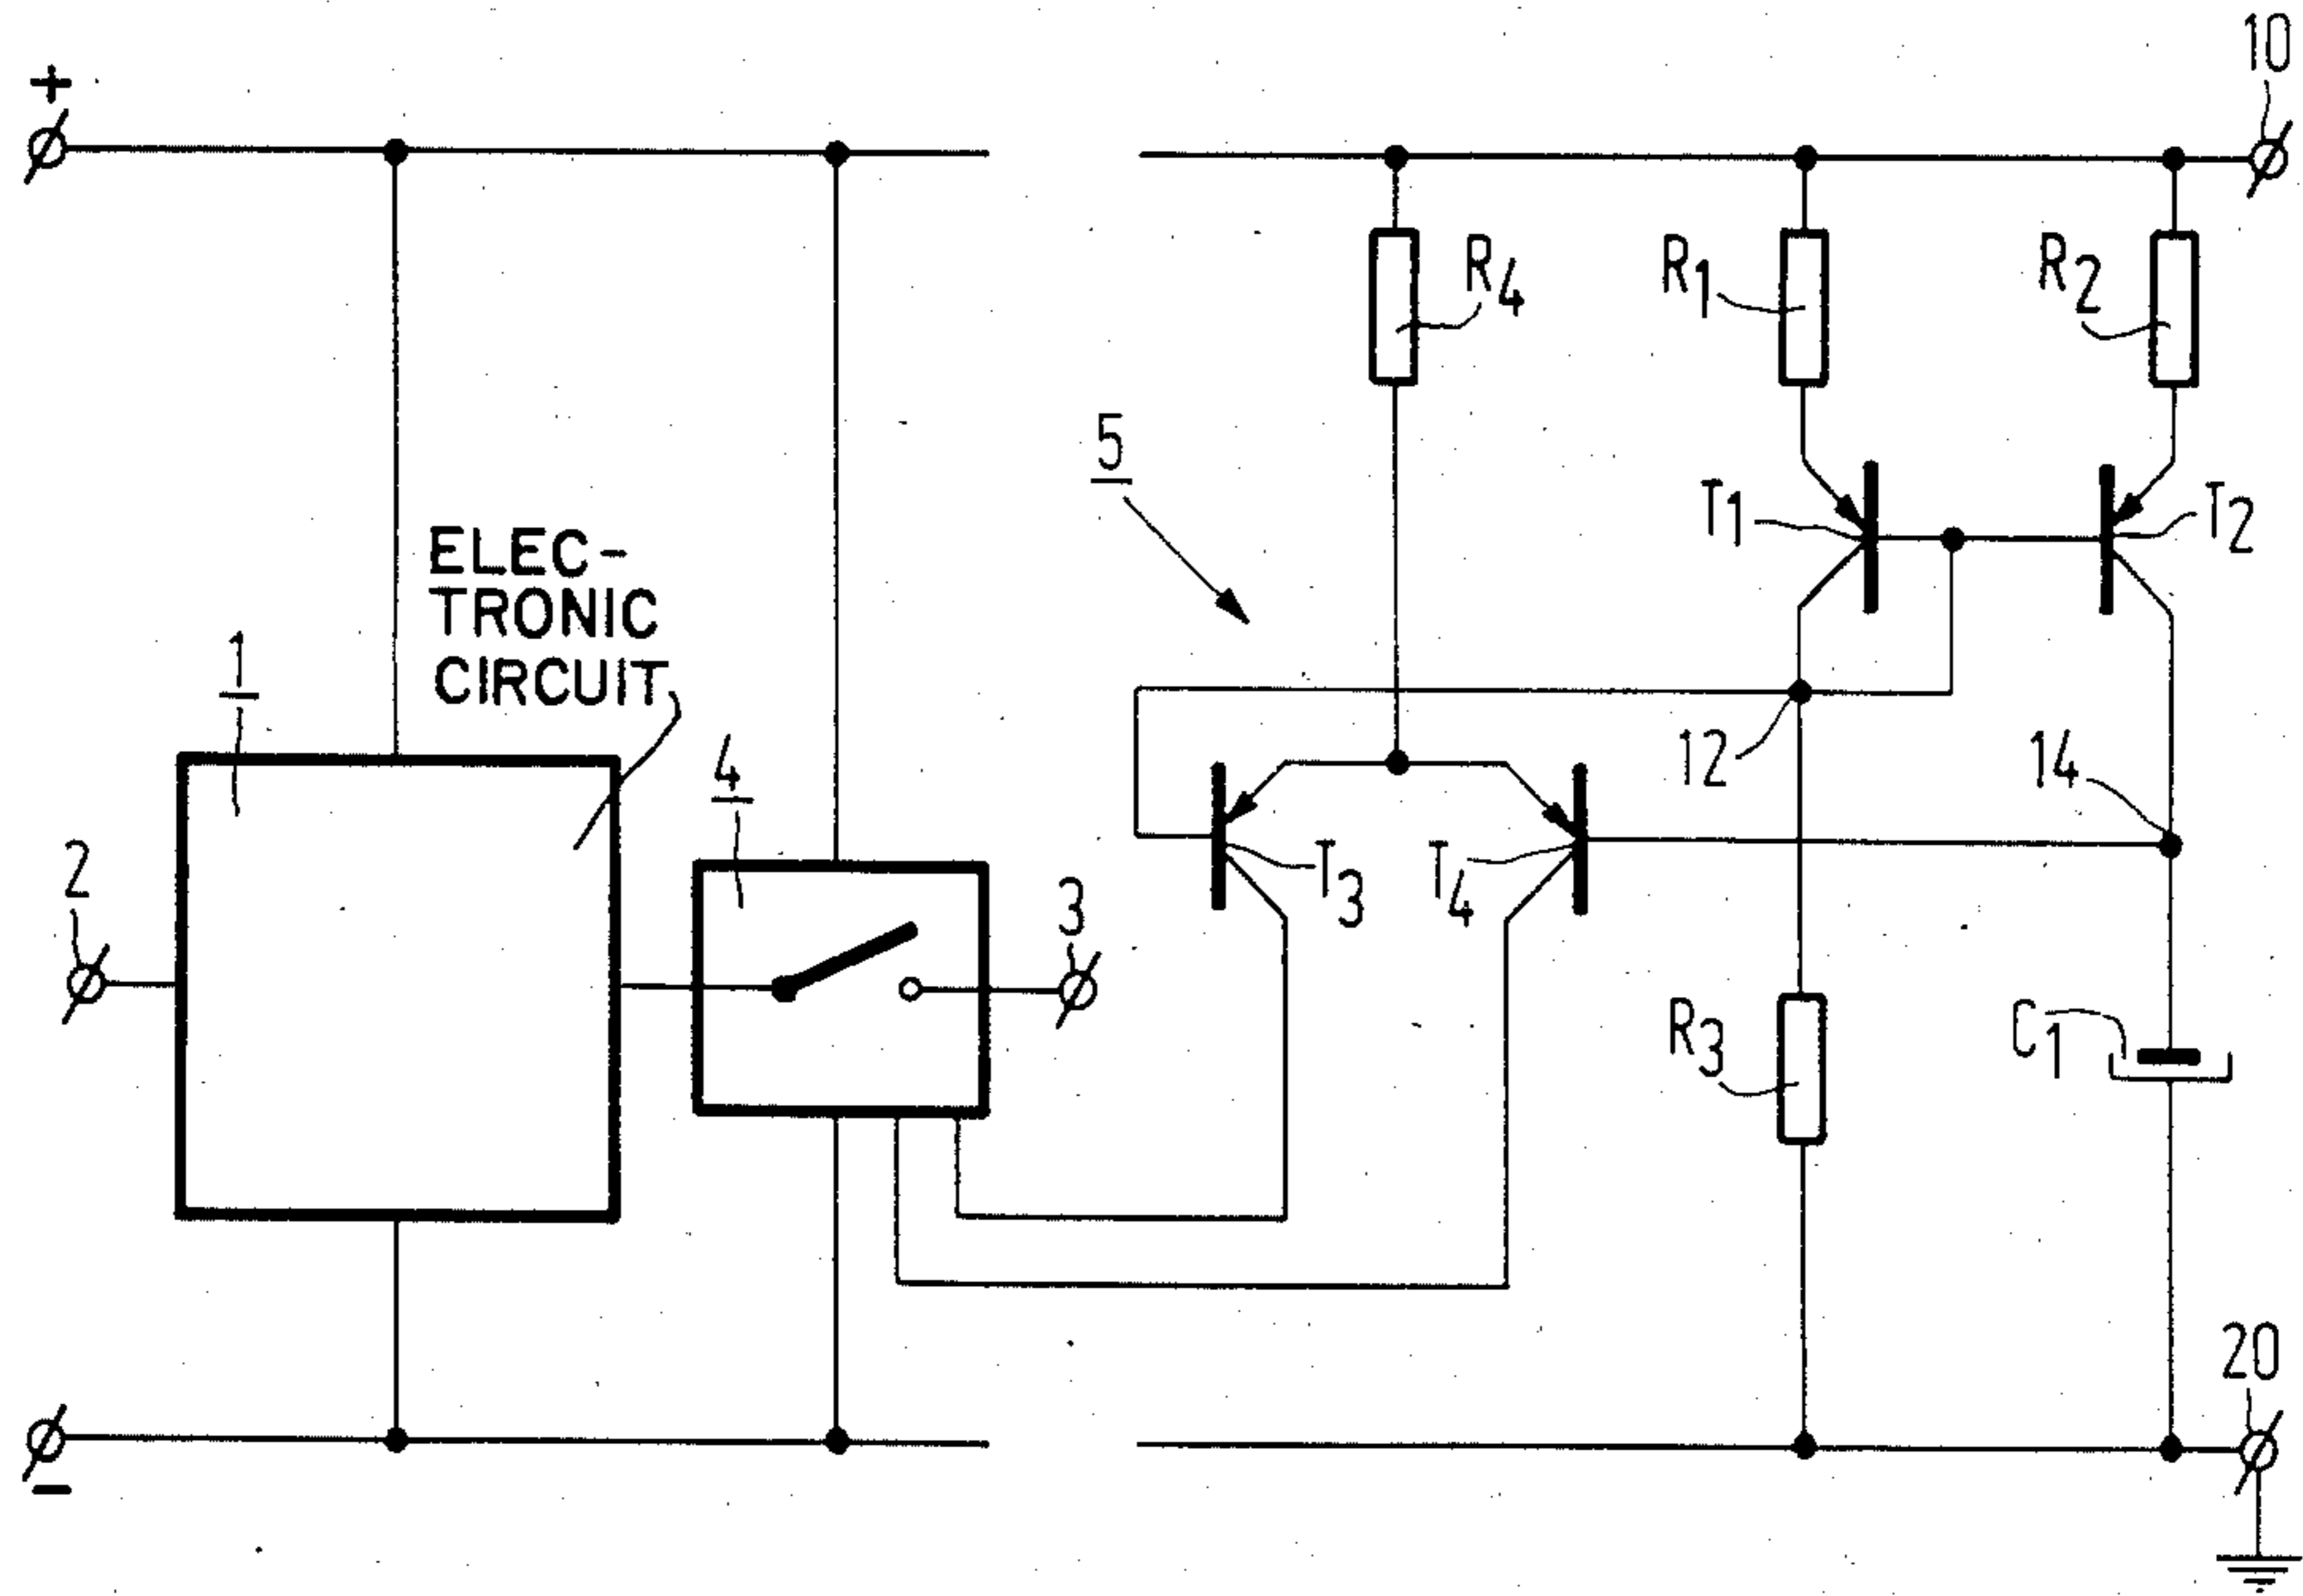 +
10
R4
R1
R2
5
T1
T2
ELEC-
TRONIC
CIRCUIT
1
4
12
14
2
3
T3
T4
R3
C1
20
−